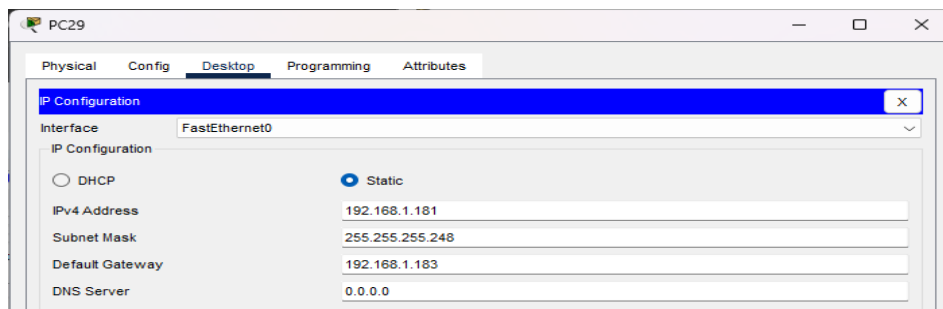 PC29
Physical Config Desktop Programming Attributes
IP Configuration X
Interface FastEthernet0
IP Configuration
DHCP Static
IPv4 Address 192.168.1.181
Subnet Mask 255.255.255.248
Default Gateway 192.168.1.183
DNS Server 0.0.0.0